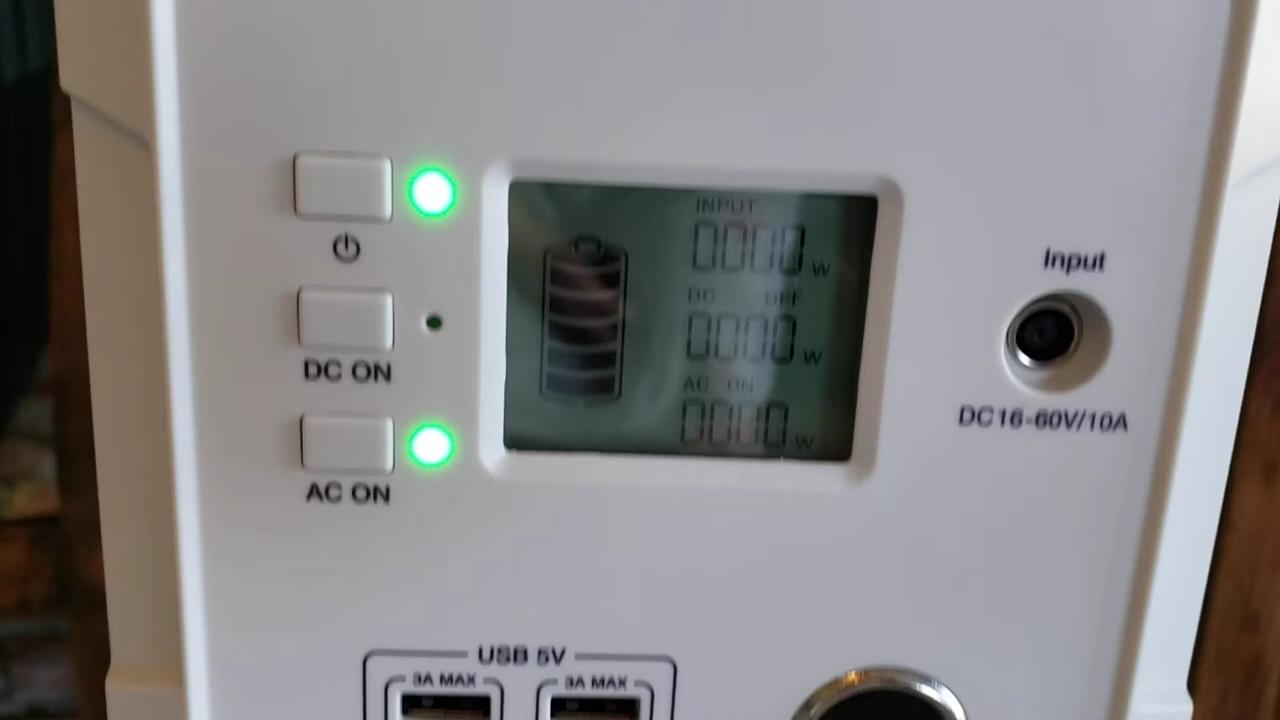 INPUT
0000 W
DC OFF
0000 W
AC ON
0000 W
DC ON
AC ON
Input
DC16-60V/10A
USB 5V
3A MAX
3A MAX